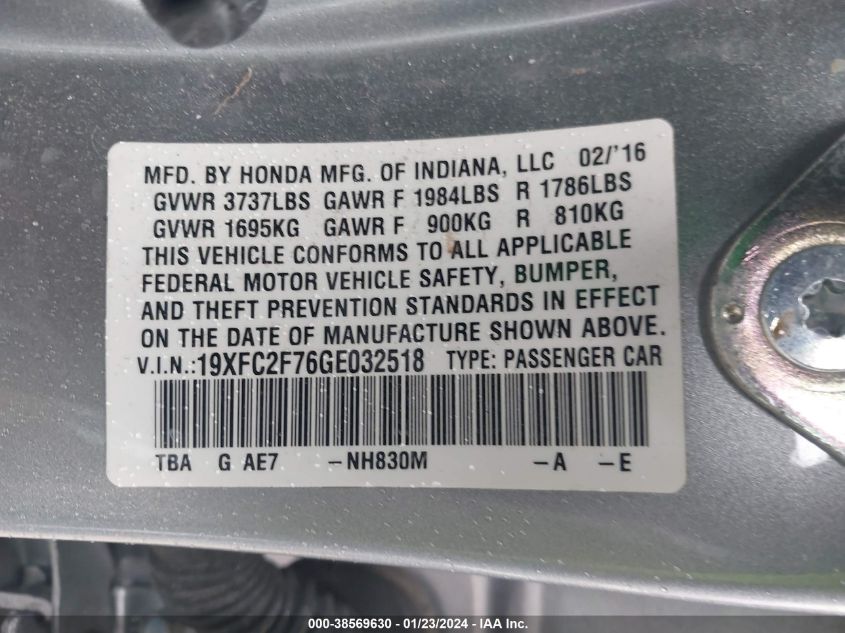 MFD. BY HONDA MFG. OF INDIANA, LLC 02/'16
GVWR 3737LBS GAWR F 1984LBS R 1786LBS
GVWR 1695KG GAWR F 900KG R 810KG
THIS VEHICLE CONFORMS TO ALL APPLICABLE
FEDERAL MOTOR VEHICLE SAFETY, BUMPER,
AND THEFT PREVENTION STANDARDS IN EFFECT
ON THE DATE OF MANUFACTURE SHOWN ABOVE.
V.I.N.:19XFC2F76GE032518 TYPE: PASSENGER CAR
TBA G AE7 -NH830M -A -E
000-38569630 - 01/23/2024 - IAA Inc.